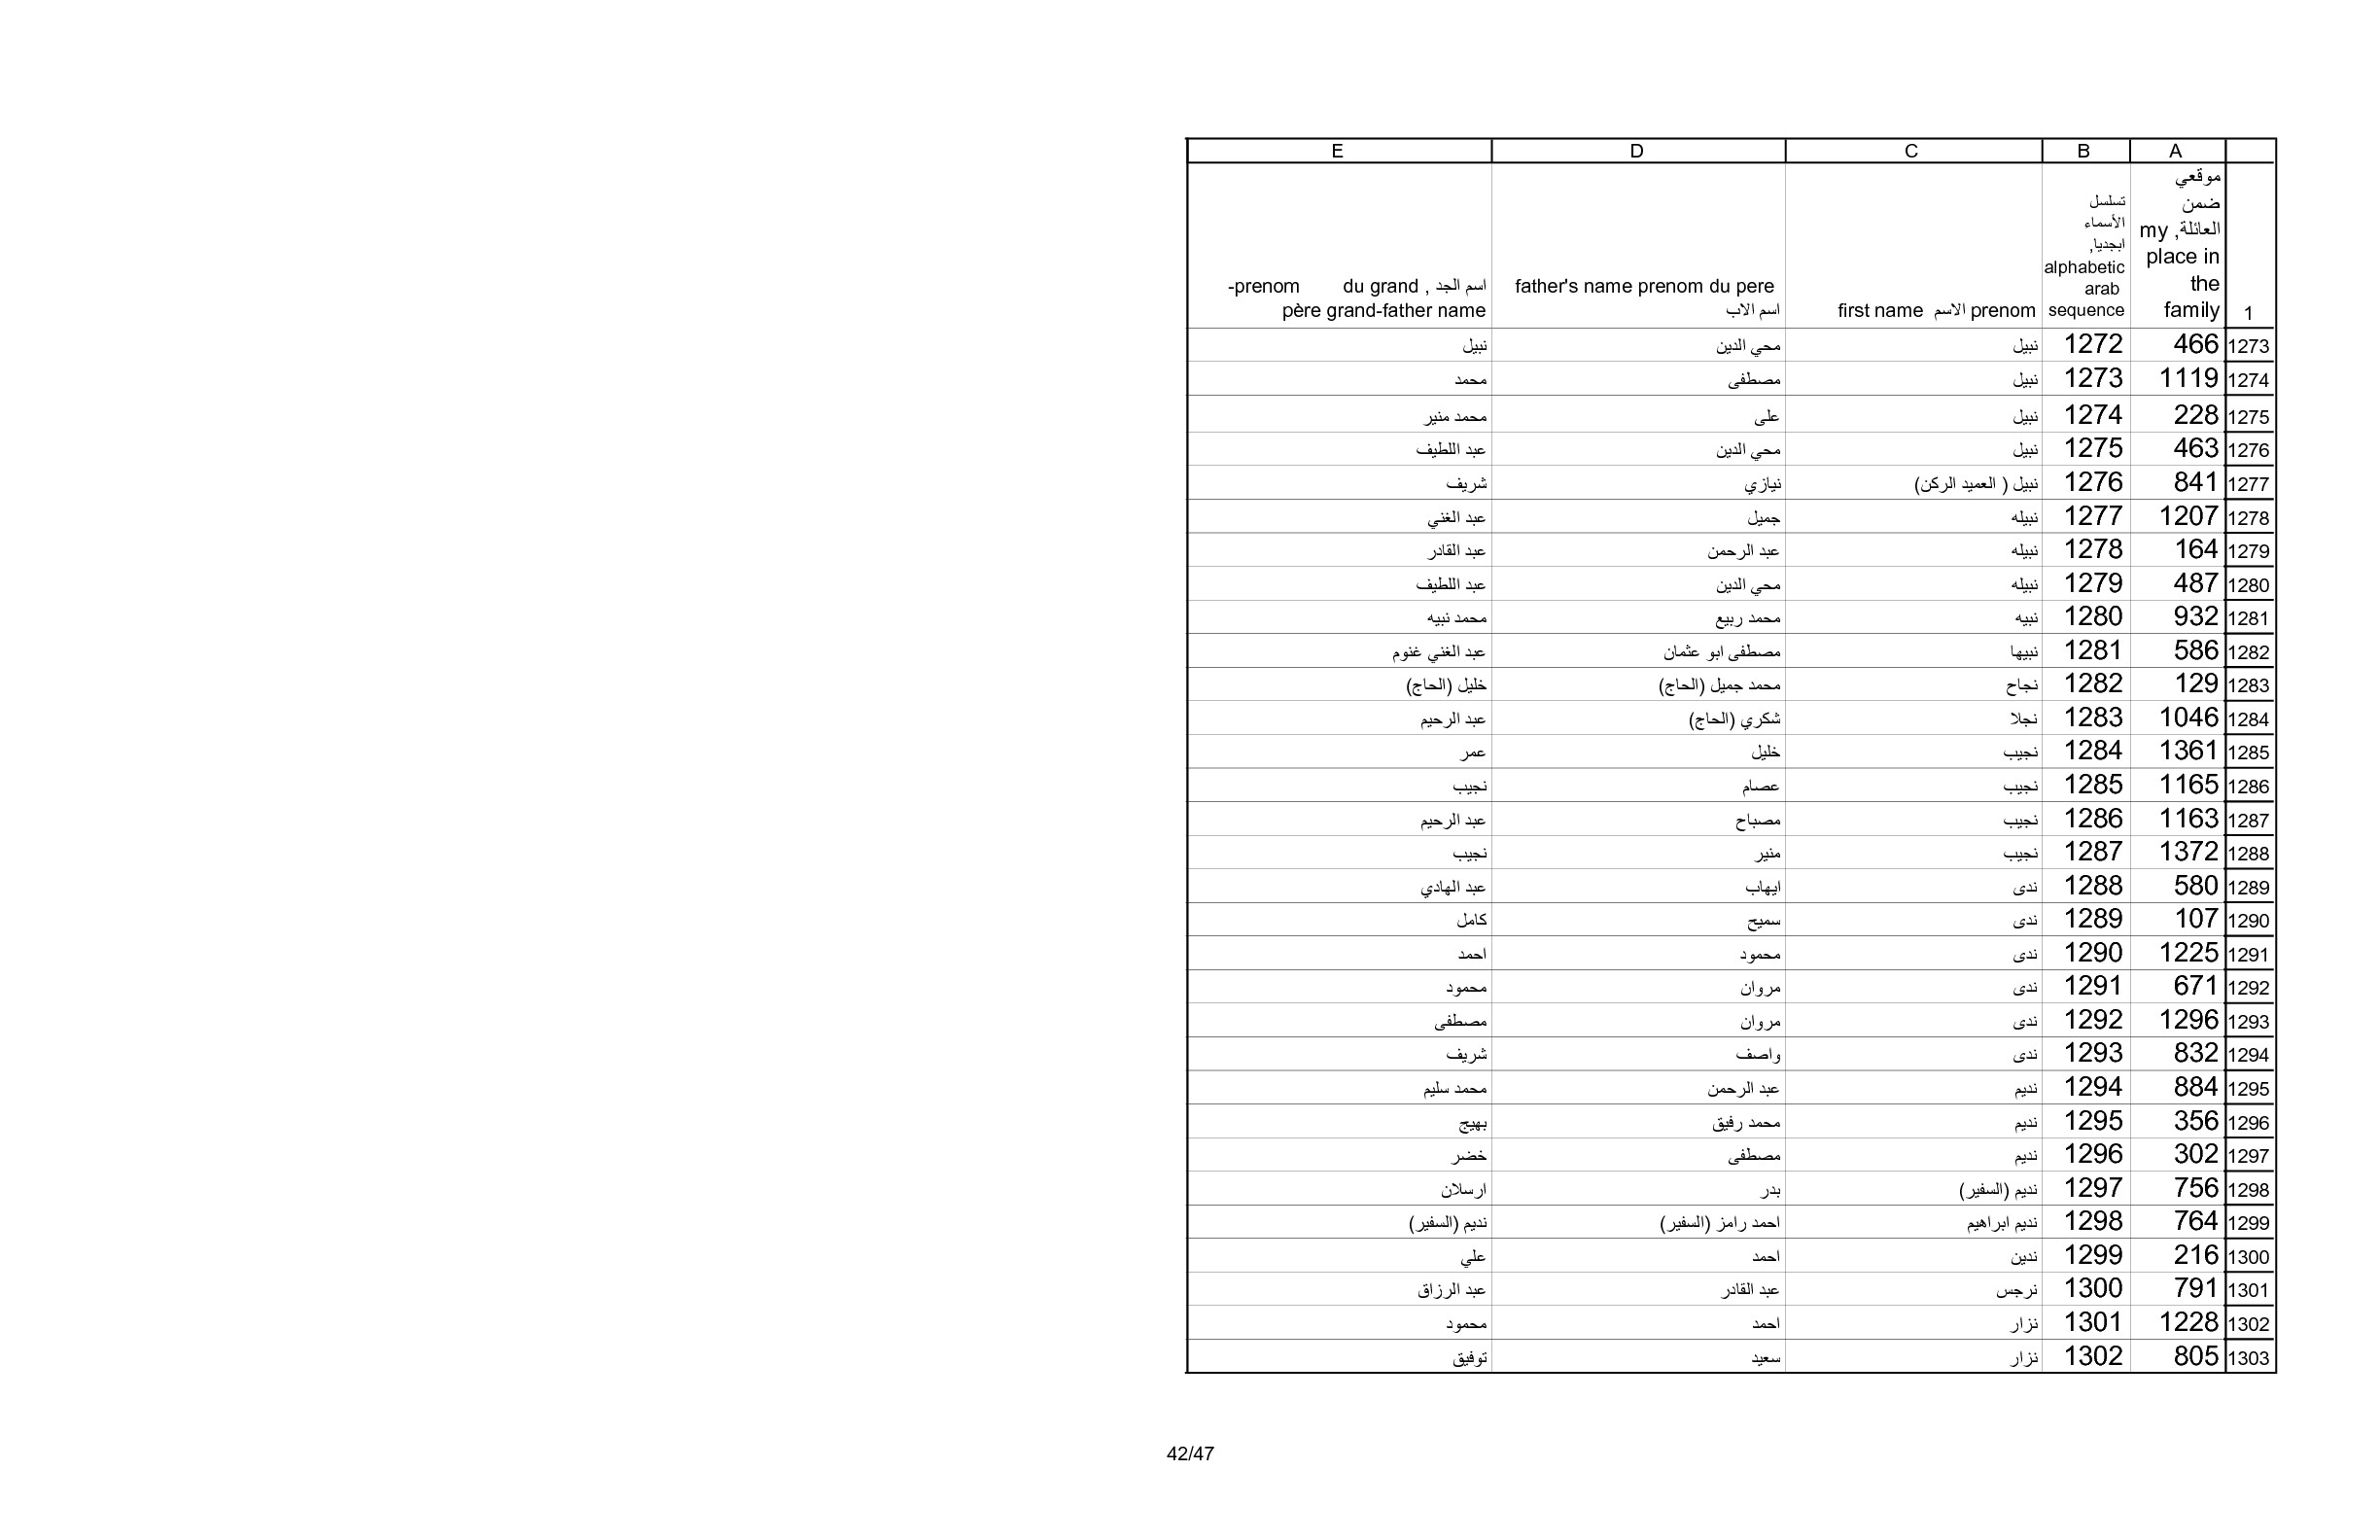 A B C D E
1 موقعي ضمن العائلة, my place in the family تسلسل الأسماء ابجديا, alphabetic arab sequence first name الاسم prenom father's name prenom du pere اسم الاب اسم الجد , prenom- du grand père grand-father name
1273 466 1272 نبيل محي الدين نبيل
1274 1119 1273 نبيل مصطفى محمد
1275 228 1274 نبيل على محمد منير
1276 463 1275 نبيل محي الدين عبد اللطيف
1277 841 1276 نبيل ( العميد الركن) نيازي شريف
1278 1207 1277 نبيله جميل عبد الغني
1279 164 1278 نبيله عبد الرحمن عبد القادر
1280 487 1279 نبيله محي الدين عبد اللطيف
1281 932 1280 نبيه محمد ربيع محمد نبيه
1282 586 1281 نبيها مصطفى ابو عثمان عبد الغني غنوم
1283 129 1282 نجاح محمد جميل (الحاج) خليل (الحاج)
1284 1046 1283 نجلا شكري (الحاج) عبد الرحيم
1285 1361 1284 نجيب خليل عمر
1286 1165 1285 نجيب عصام نجيب
1287 1163 1286 نجيب مصباح عبد الرحيم
1288 1372 1287 نجيب منير نجيب
1289 580 1288 ندى ايهاب عبد الهادي
1290 107 1289 ندى سميح كامل
1291 1225 1290 ندى محمود احمد
1292 671 1291 ندى مروان محمود
1293 1296 1292 ندى مروان مصطفى
1294 832 1293 ندى واصف شريف
1295 884 1294 نديم عبد الرحمن محمد سليم
1296 356 1295 نديم محمد رفيق بهيج
1297 302 1296 نديم مصطفى خضر
1298 756 1297 نديم (السفير) بدر ارسلان
1299 764 1298 نديم ابراهيم احمد رامز (السفير) نديم (السفير)
1300 216 1299 ندين احمد علي
1301 791 1300 نرجس عبد القادر عبد الرزاق
1302 1228 1301 نزار احمد محمود
1303 805 1302 نزار سعيد توفيق
42/47